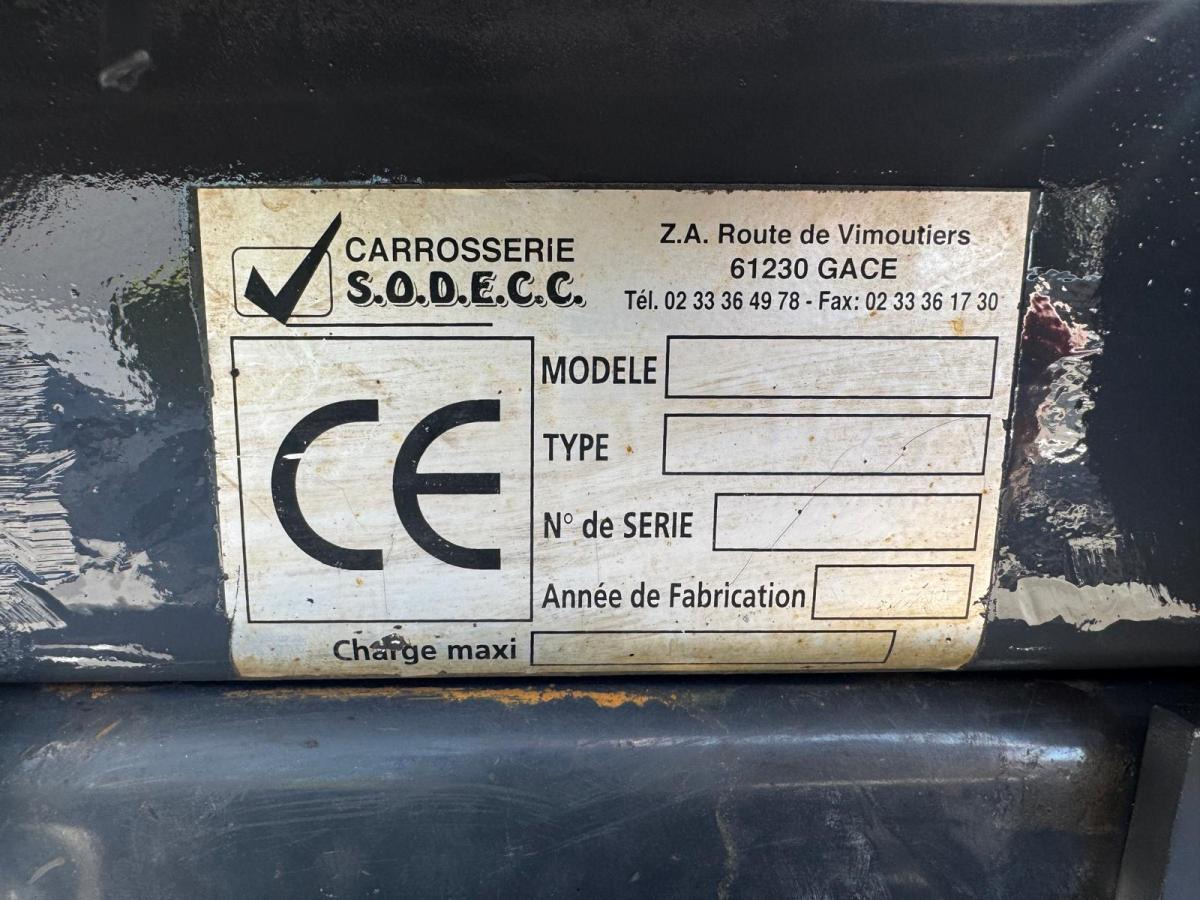 CARROSSERIE
S.O.D.E.C.C.
Z.A. Route de Vimoutiers
61230 GACE
Tél. 02 33 36 49 78 - Fax: 02 33 36 17 30
CE
MODELE
TYPE
N° de SERIE
Année de Fabrication
Charge maxi